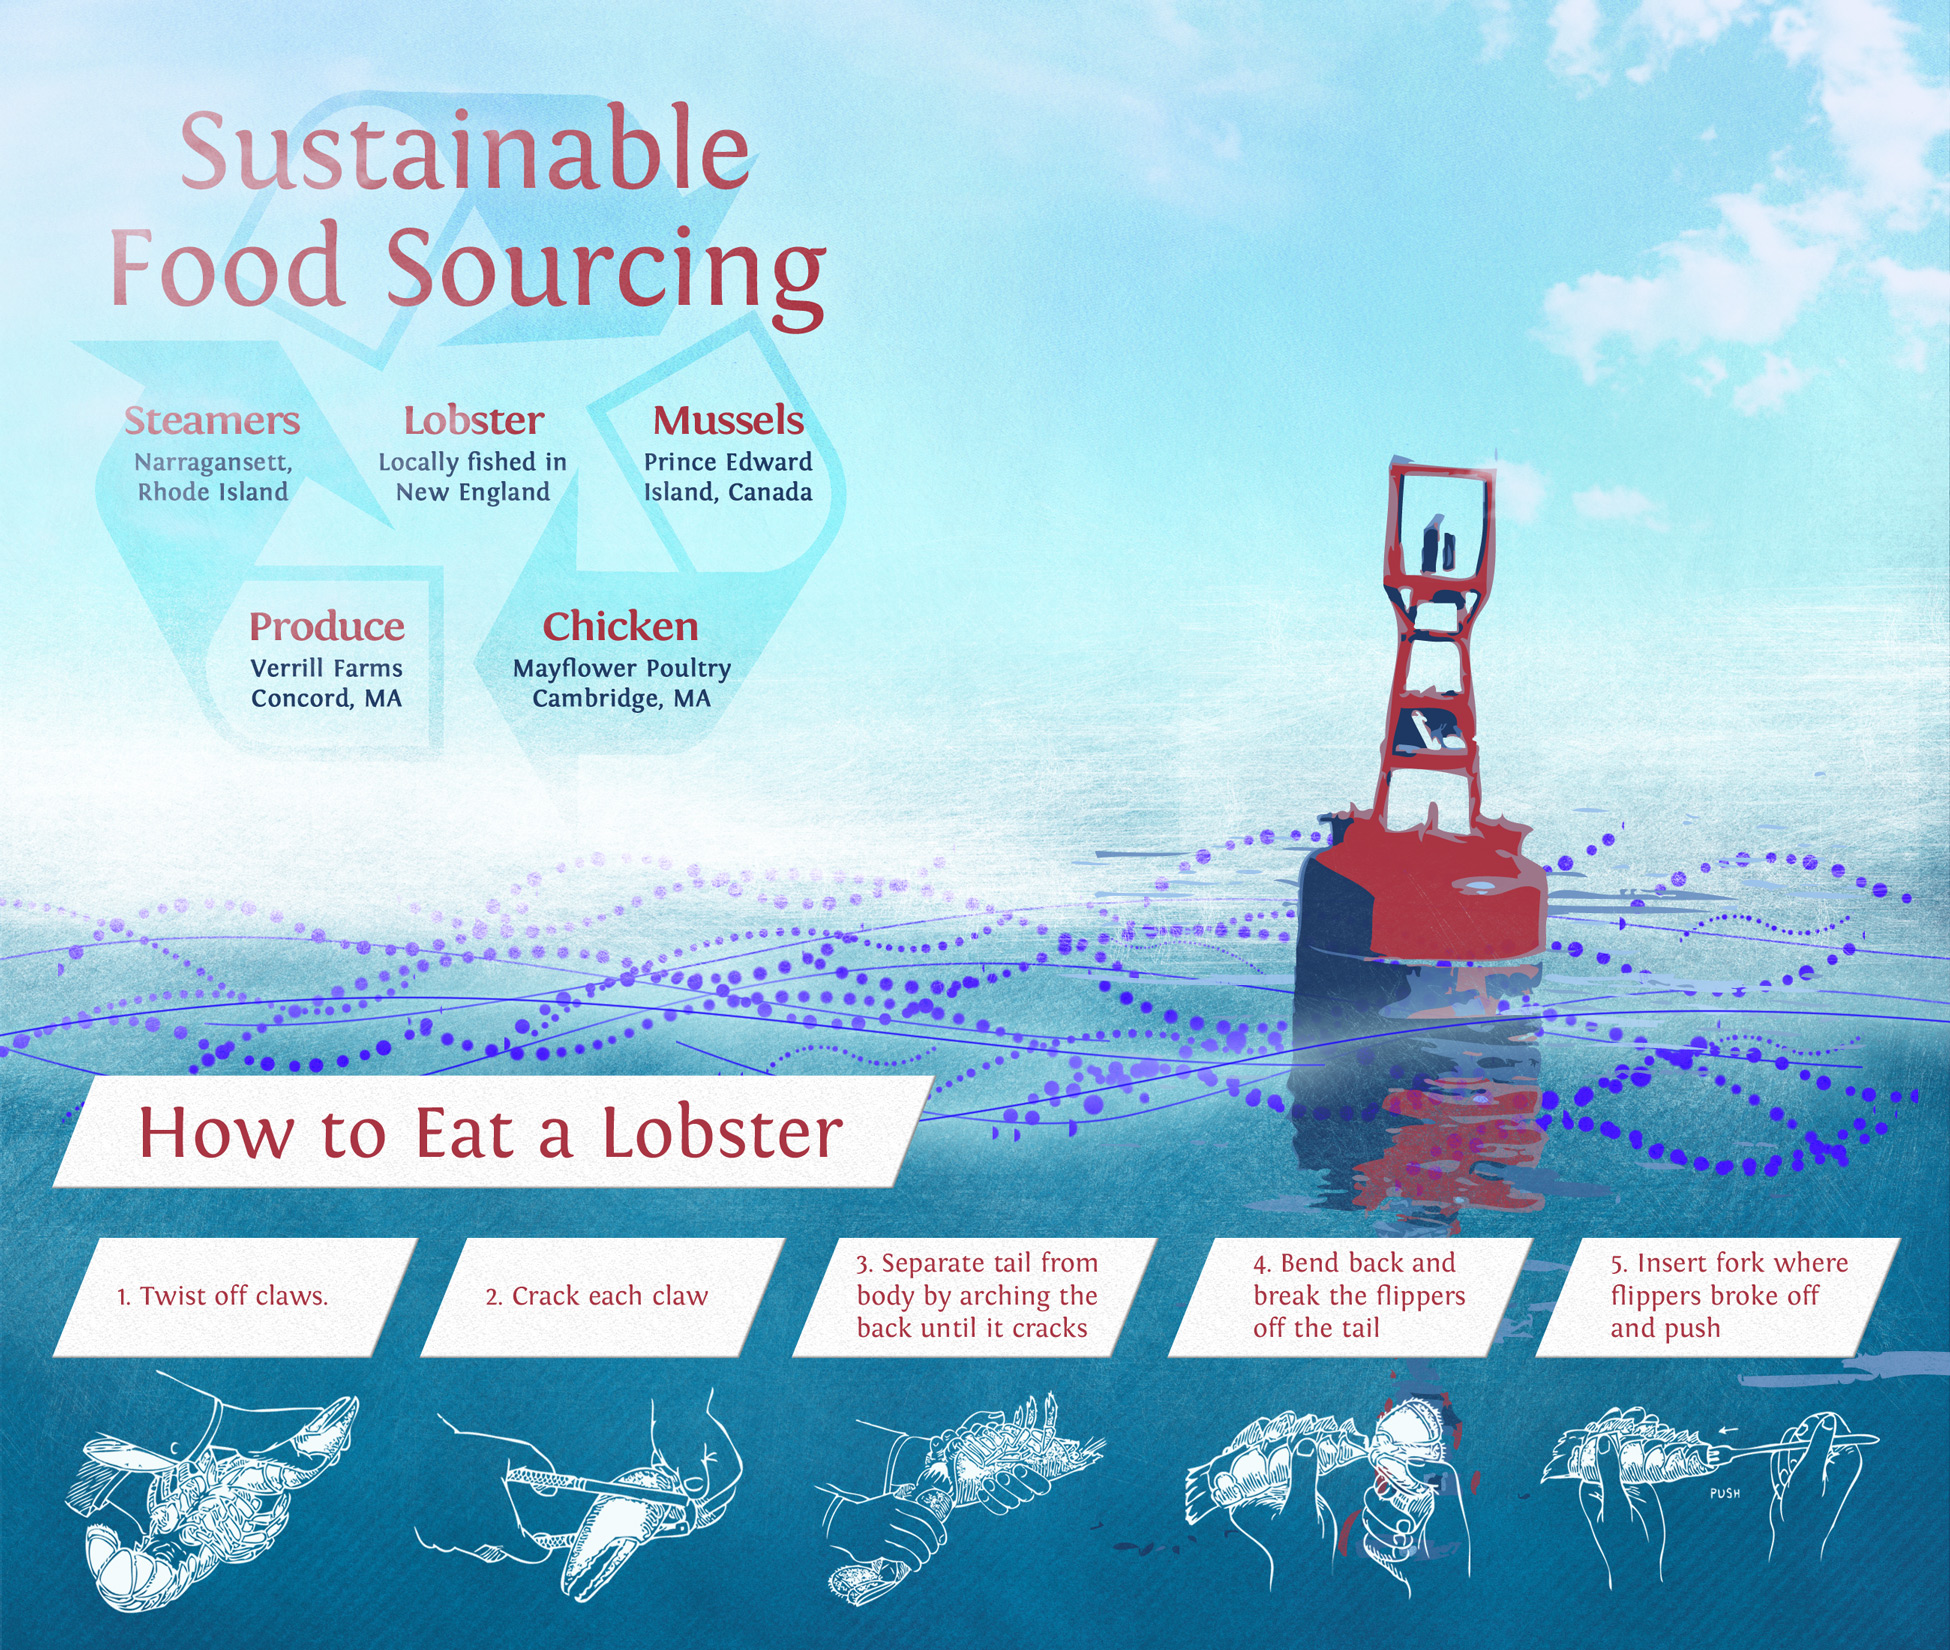 Sustainable
Food Sourcing
Steamers
Narragansett,
Rhode Island
Lobster
Locally fished in
New England
Mussels
Prince Edward
Island, Canada
Produce
Verrill Farms
Concord, MA
Chicken
Mayflower Poultry
Cambridge, MA
How to Eat a Lobster
1. Twist off claws.
2. Crack each claw
3. Separate tail from
body by arching the
back until it cracks
4. Bend back and
break the flippers
off the tail
5. Insert fork where
flippers broke off
and push
PUSH